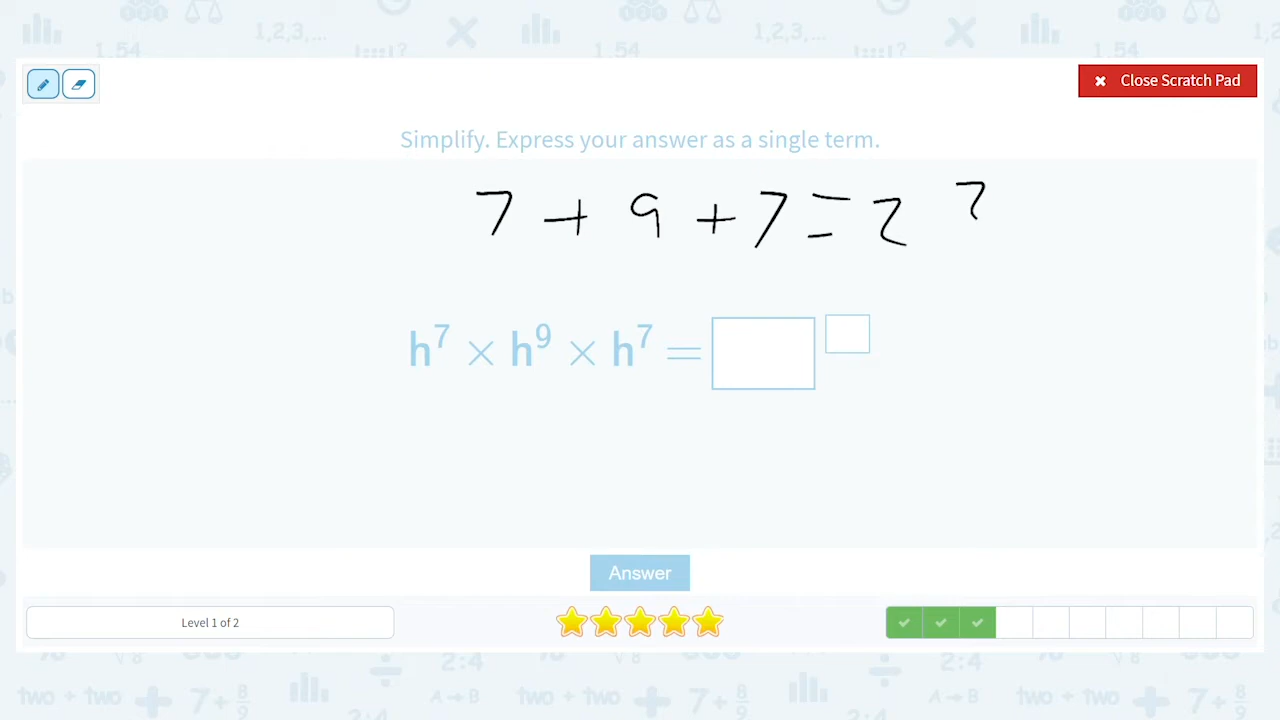 Close Scratch Pad
Simplify. Express your answer as a single term.
7 + 9 + 7 = 2
h⁷ × h⁹ × h⁷ =
Answer
Level 1 of 2